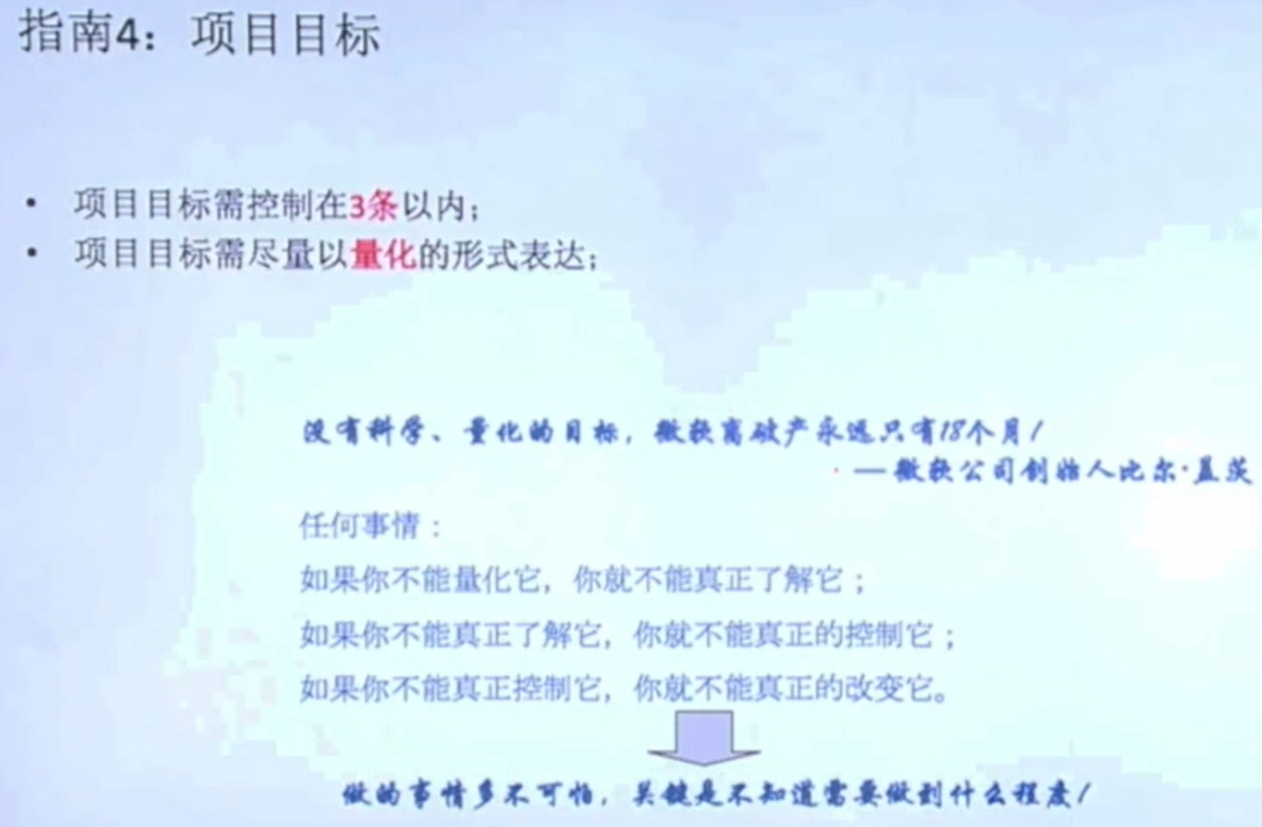 指南4：项目目标
• 项目目标需控制在3条以内；
• 项目目标需尽量以量化的形式表达；
没有科学、量化的目标，微软离破产永远只有18个月！
— 微软公司创始人比尔·盖茨
任何事情：
如果你不能量化它，你就不能真正了解它；
如果你不能真正了解它，你就不能真正的控制它；
如果你不能真正控制它，你就不能真正的改变它。
做的事情多不可怕，关键是不知道需要做到什么程度！